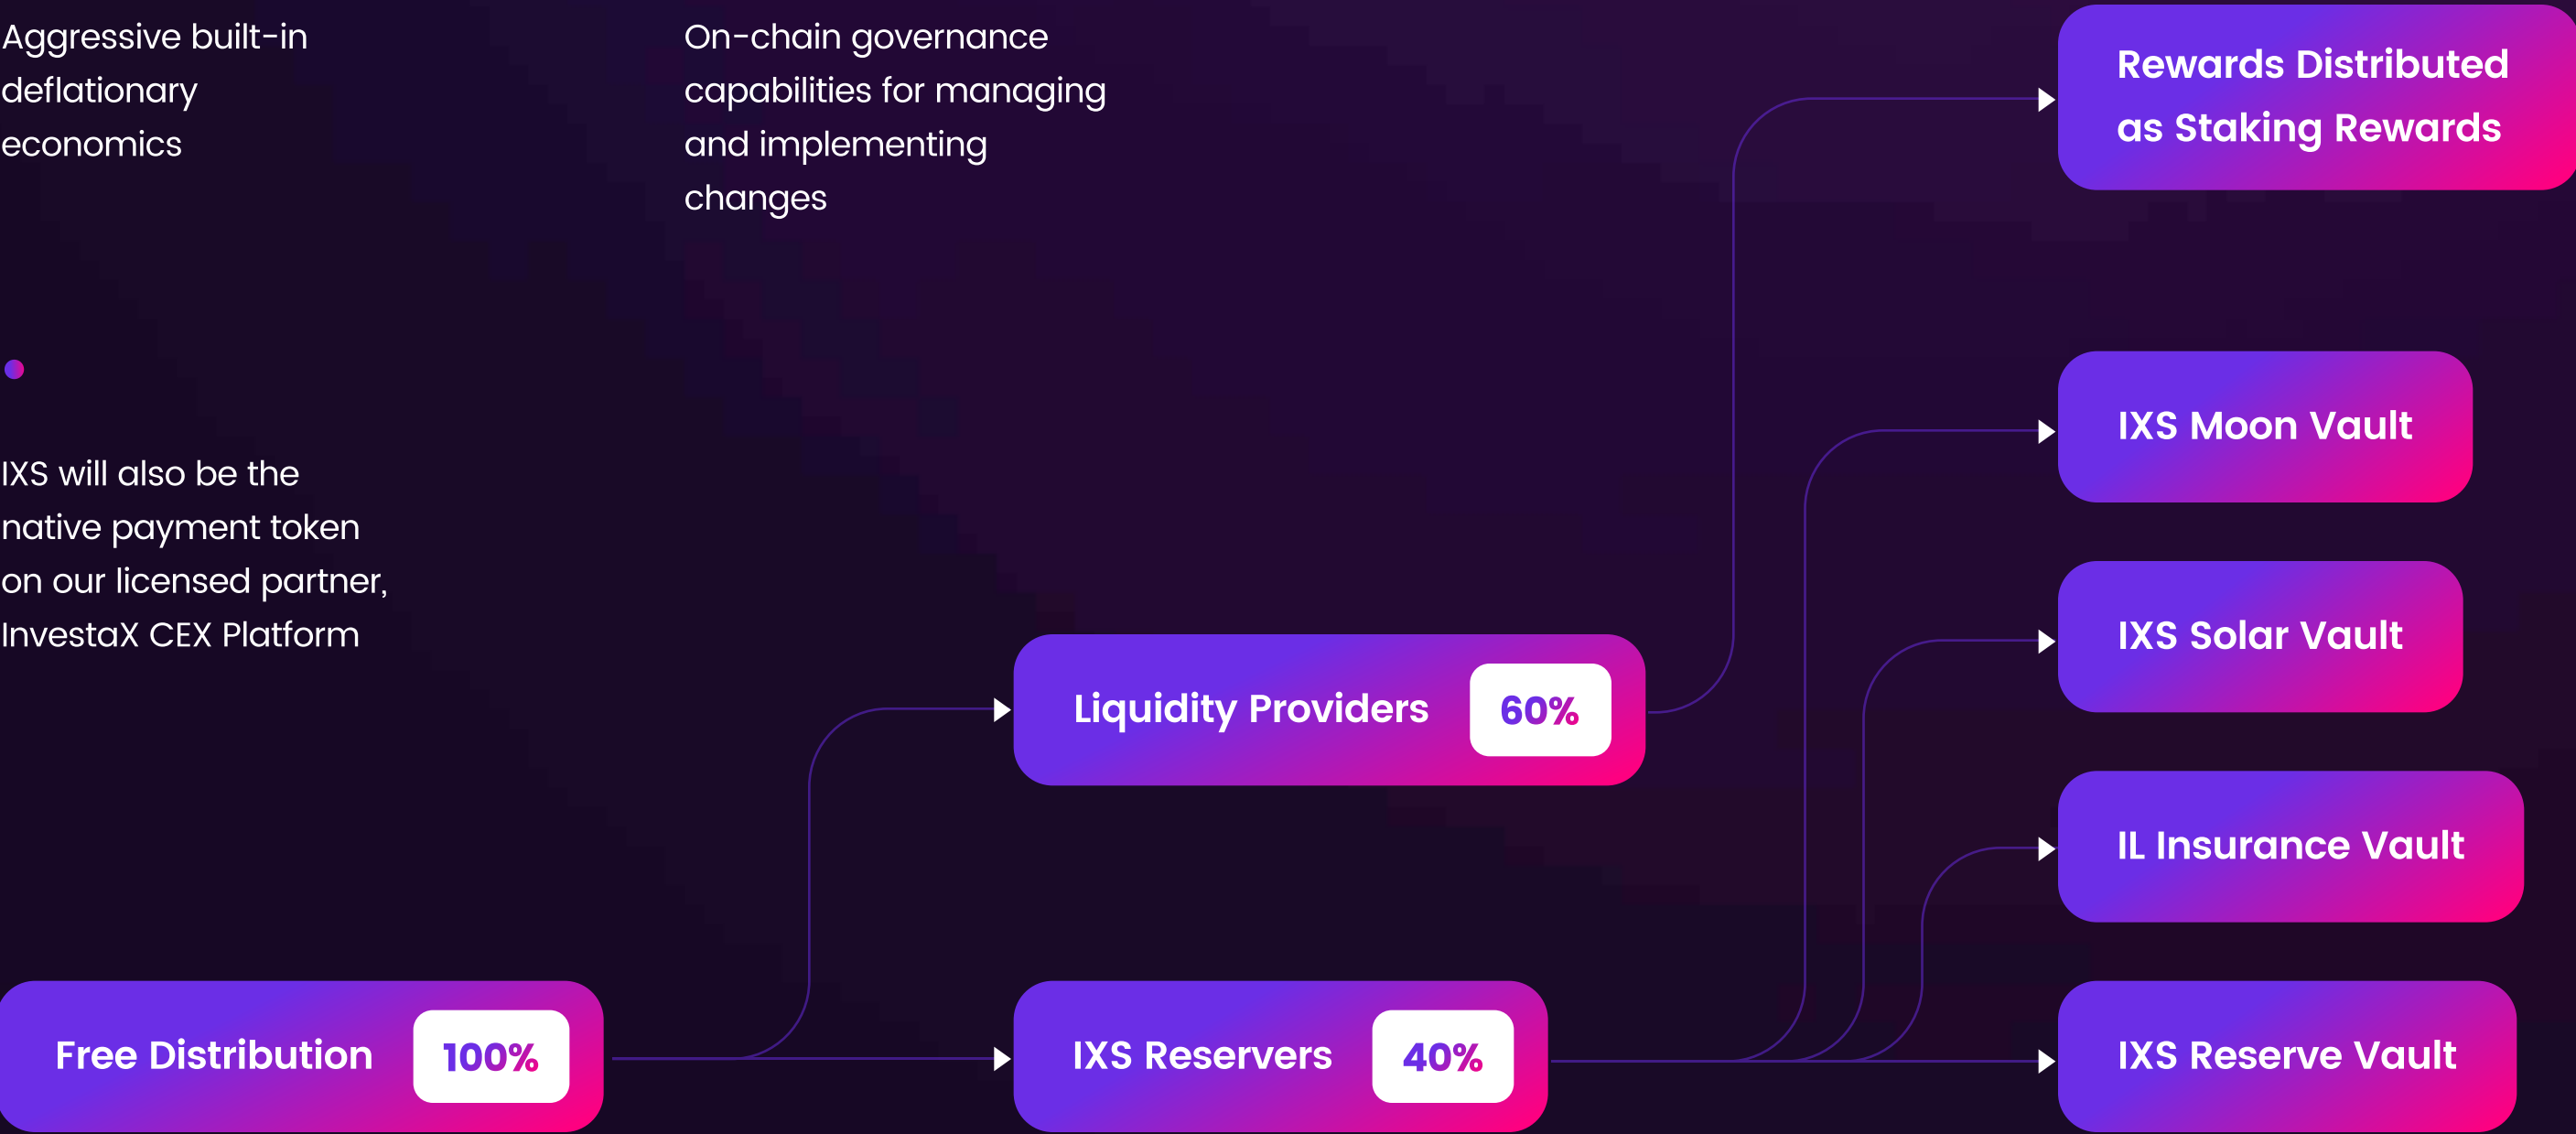 Aggressive built-in
deflationary
economics
On-chain governance
capabilities for managing
and implementing
changes
IXS will also be the
native payment token
on our licensed partner,
InvestaX CEX Platform
Free Distribution 100%
Liquidity Providers 60%
IXS Reservers 40%
Rewards Distributed
as Staking Rewards
IXS Moon Vault
IXS Solar Vault
IL Insurance Vault
IXS Reserve Vault